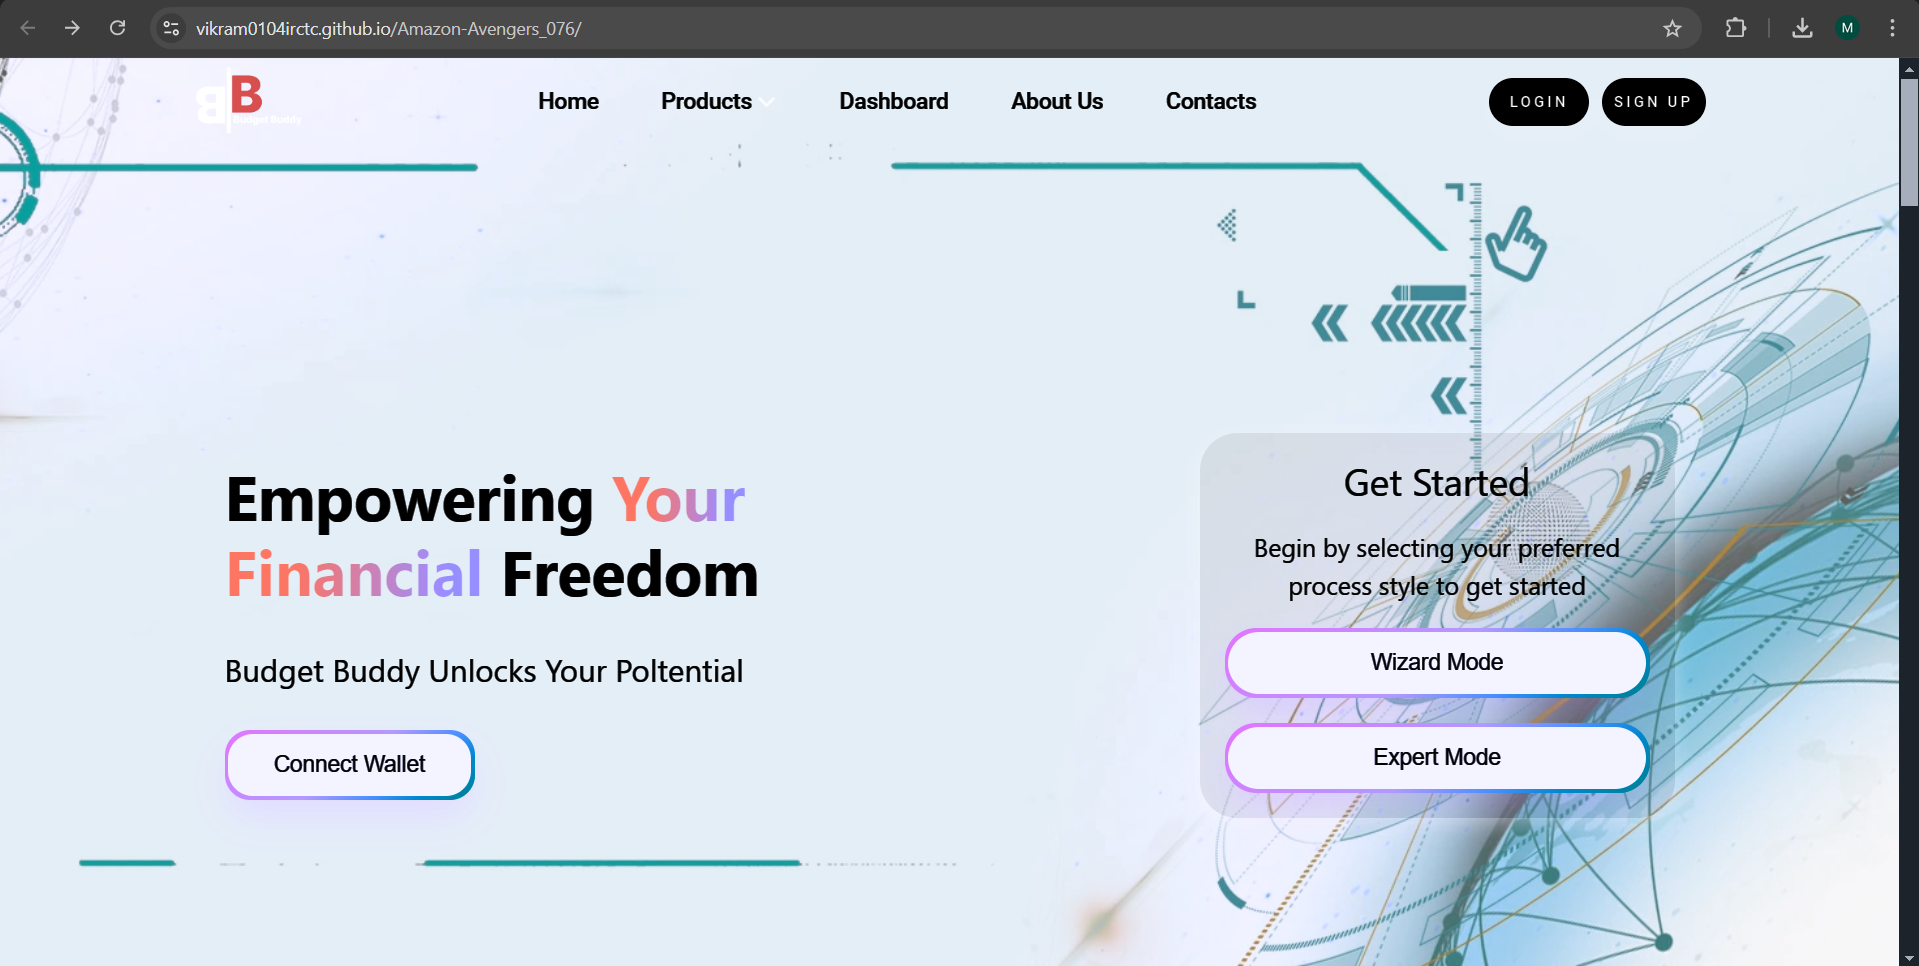 vikram0104irctc.github.io/Amazon-Avengers_076/
M
B
B
Budget Buddy
Home
Products
Dashboard
About Us
Contacts
LOGIN
SIGN UP
Empowering Your
Financial Freedom
Budget Buddy Unlocks Your Poltential
Connect Wallet
Get Started
Begin by selecting your preferred
process style to get started
Wizard Mode
Expert Mode